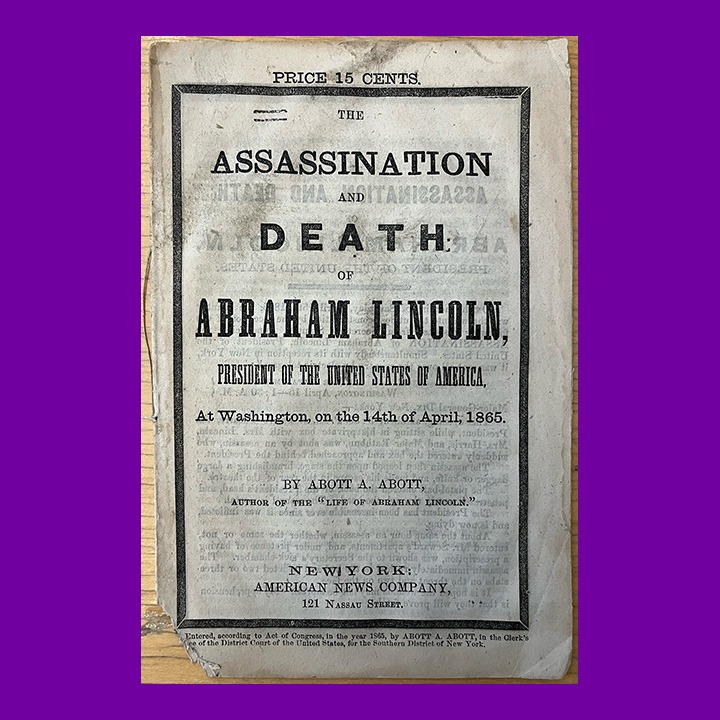 PRICE 15 CENTS.
THE
ASSASSINATION
AND
DEATH
OF
ABRAHAM LINCOLN,
PRESIDENT OF THE UNITED STATES OF AMERICA,
At Washington, on the 14th of April, 1865.
BY ABOTT A. ABOTT,
AUTHOR OF THE "LIFE OF ABRAHAM LINCOLN."
NEW YORK:
AMERICAN NEWS COMPANY,
121 NASSAU STREET.
Entered, according to Act of Congress, in the year 1865, by ABOTT A. ABOTT, in the Clerk's
of the District Court of the United States, for the Southern District of New York.